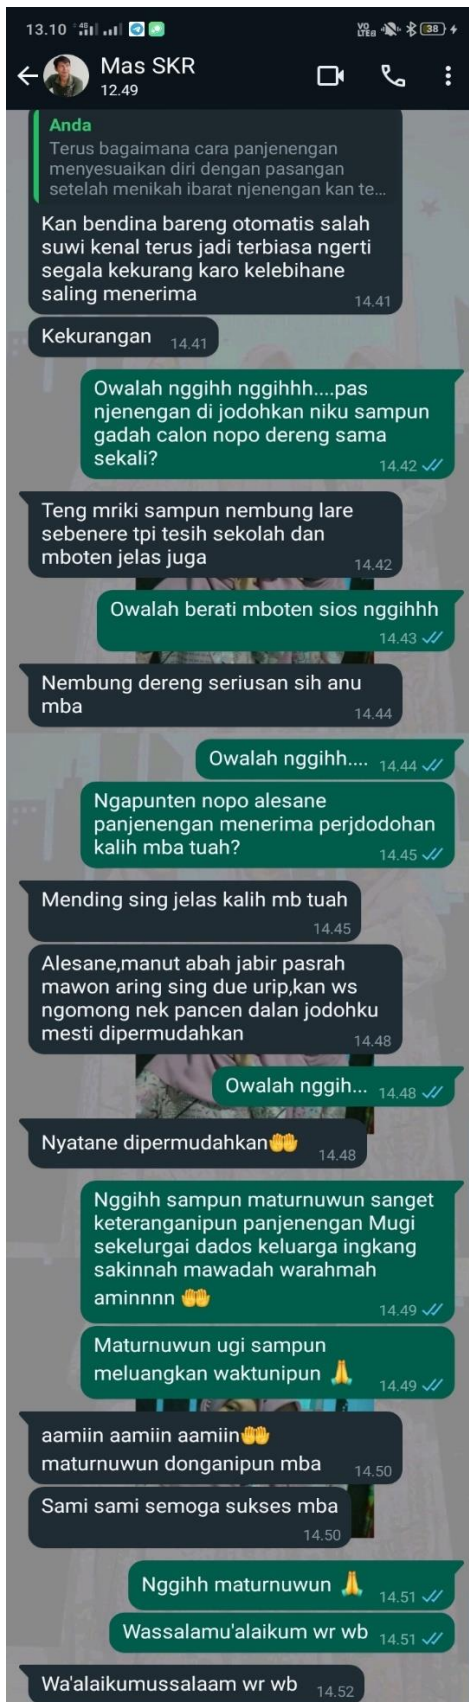 13.10
4G
VO LTE
38
Mas SKR
12.49
Anda
Terus bagaimana cara panjenengan
menyesuaikan diri dengan pasangan
setelah menikah ibarat njenengan kan te...
Kan bendina bareng otomatis salah
suwi kenal terus jadi terbiasa ngerti
segala kekurang karo kelebihane
saling menerima
14.41
Kekurangan 14.41
Owalah nggihh nggihhh....pas
njenengan di jodohkan niku sampun
gadah calon nopo dereng sama
sekali?
14.42
Teng mriki sampun nembung lare
sebenere tpi tesih sekolah dan
mboten jelas juga
14.42
Owalah berati mboten sios nggihhh
14.43
Nembung dereng seriusan sih anu
mba
14.44
Owalah nggihh.... 14.44
Ngapunten nopo alesane
panjenengan menerima perjdodohan
kalih mba tuah?
14.45
Mending sing jelas kalih mb tuah
14.45
Alesane,manut abah jabir pasrah
mawon aring sing due urip,kan ws
ngomong nek pancen dalan jodohku
mesti dipermudahkan
14.48
Owalah nggih... 14.48
Nyatane dipermudahkan🤲 14.48
Nggihh sampun maturnuwun sanget
keteranganipun panjenengan Mugi
sekelurgai dados keluarga ingkang
sakinnah mawadah warahmah
aminnnn 🤲
14.49
Maturnuwun ugi sampun
meluangkan waktunipun 🙏
14.49
aamiin aamiin aamiin🤲
maturnuwun donganipun mba
14.50
Sami sami semoga sukses mba
14.50
Nggihh maturnuwun 🙏 14.51
Wassalamu'alaikum wr wb 14.51
Wa'alaikumussalaam wr wb 14.52